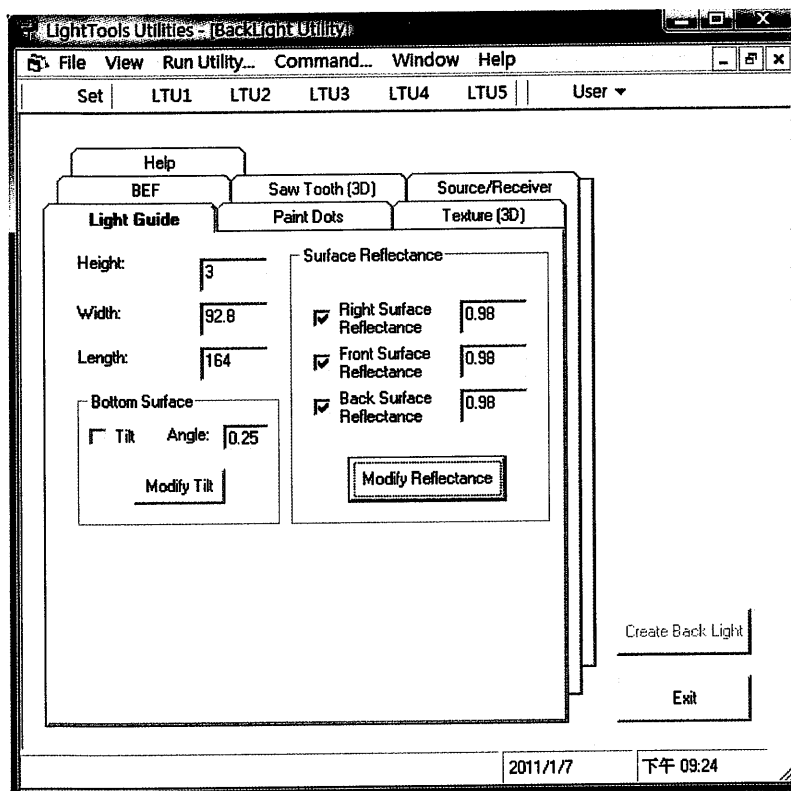 LightTools Utilities - [BackLight Utility]
File View Run Utility... Command... Window Help
Set LTU1 LTU2 LTU3 LTU4 LTU5 User
Help
BEF Saw Tooth (3D) Source/Receiver
Light Guide Paint Dots Texture (3D)
Height: 3
Width: 92.8
Length: 164
Bottom Surface
Tilt Angle: 0.25
Modify Tilt
Surface Reflectance
Right Surface Reflectance 0.98
Front Surface Reflectance 0.98
Back Surface Reflectance 0.98
Modify Reflectance
Create Back Light
Exit
2011/1/7 下午 09:24